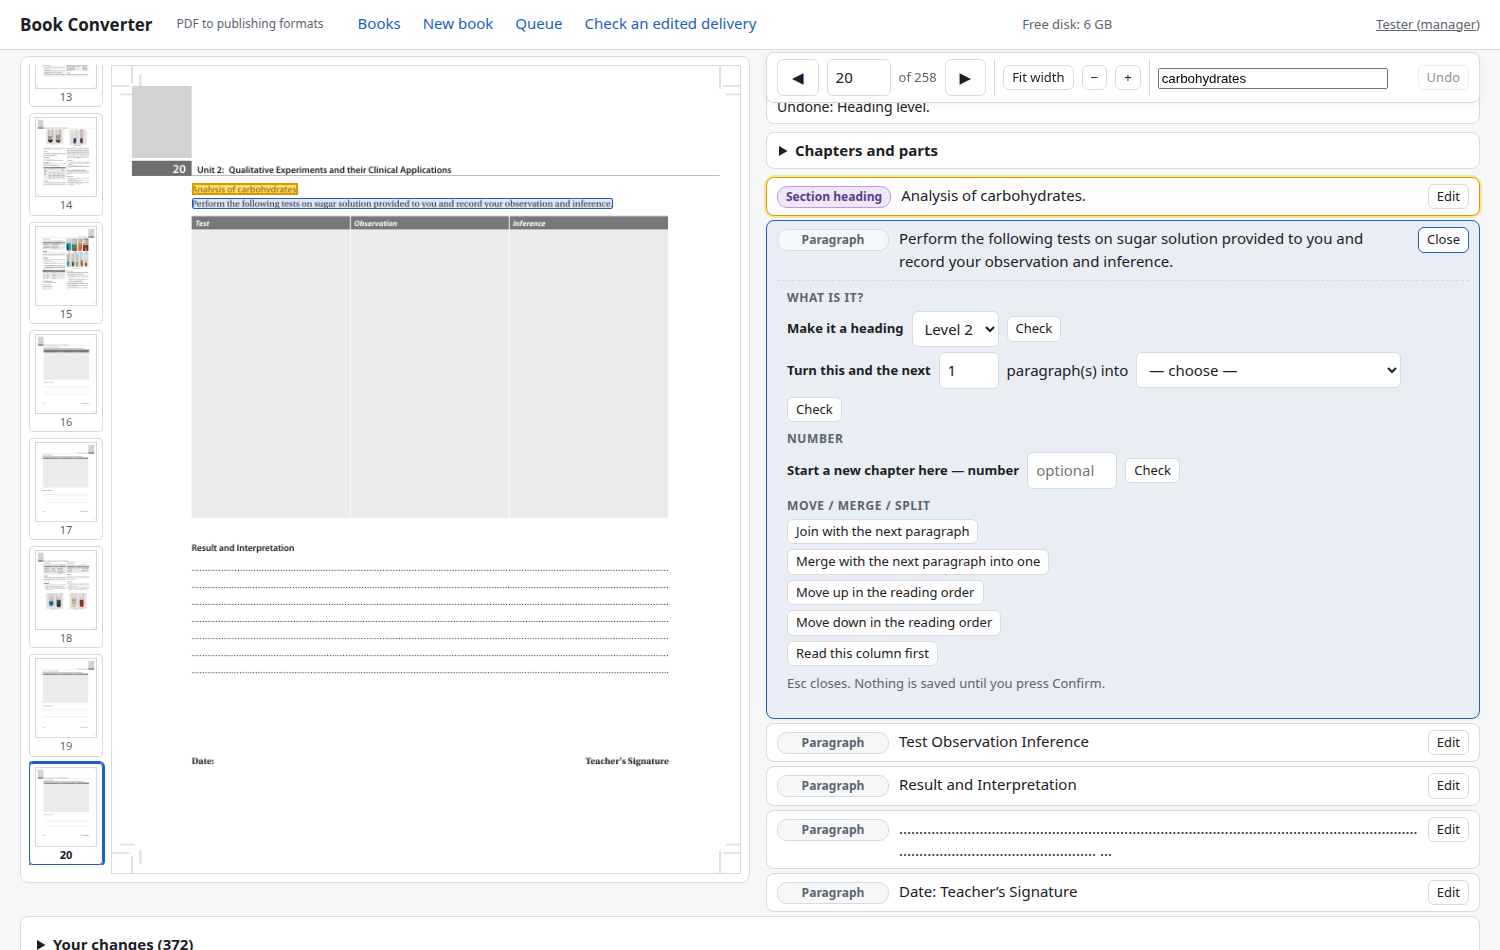 Book Converter
PDF to publishing formats
Books
New book
Queue
Check an edited delivery
Free disk: 6 GB
Tester (manager)
13
14
15
16
17
18
19
20
20
Unit 2: Qualitative Experiments and their Clinical Applications
Analysis of carbohydrates.
Perform the following tests on sugar solution provided to you and record your observation and inference.
Test
Observation
Inference
Result and Interpretation
Date:
Teacher's Signature
◀
20
of 258
▶
Fit width
−
+
carbohydrates
Undo
Undone: Heading level.
▶ Chapters and parts
Section heading
Analysis of carbohydrates.
Edit
Paragraph
Perform the following tests on sugar solution provided to you and
record your observation and inference.
Close
WHAT IS IT?
Make it a heading
Level 2
Check
Turn this and the next
1
paragraph(s) into
— choose —
Check
NUMBER
Start a new chapter here — number
optional
Check
MOVE / MERGE / SPLIT
Join with the next paragraph
Merge with the next paragraph into one
Move up in the reading order
Move down in the reading order
Read this column first
Esc closes. Nothing is saved until you press Confirm.
Paragraph
Test Observation Inference
Edit
Paragraph
Result and Interpretation
Edit
Paragraph
Edit
Paragraph
Date: Teacher’s Signature
Edit
▶ Your changes (372)